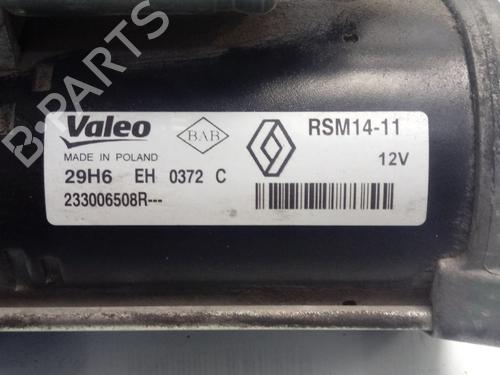 B-PARTS
Valeo
BAB
RSM14-11
MADE IN POLAND
12V
29H6 EH 0372 C
233006508R---